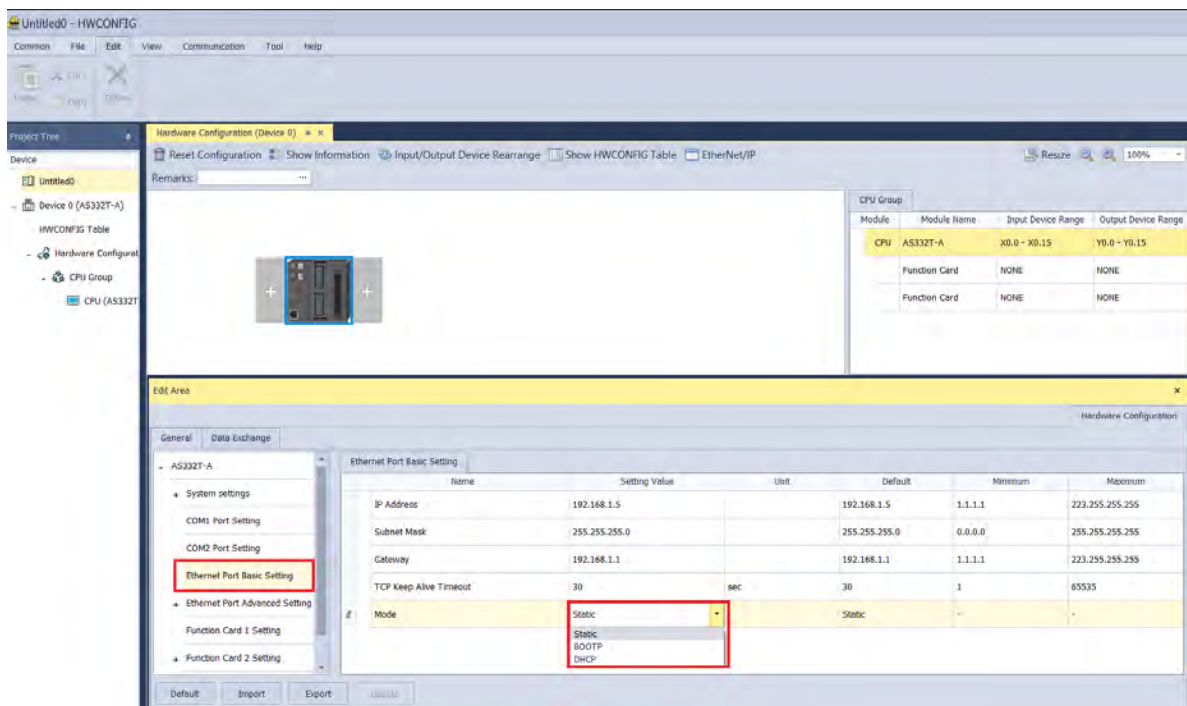 Untitled0 - HWCONFIG
Common File Edit View Communication Tool Help
Copy
Project Tree
Hardware Configuration (Device 0)
Device
Reset Configuration Show Information Input/Output Device Rearrange Show HWCONFIG Table EtherNet/IP Resize 100%
Untitled0
Remarks: ...
Device 0 (AS332T-A)
HWCONFIG Table
Hardware Configurat
CPU Group
CPU (AS332T
CPU Group
Module Module Name Input Device Range Output Device Range
CPU AS332T-A X0.0 - X0.15 Y0.0 - Y0.15
Function Card NONE NONE
Function Card NONE NONE
Edit Area
Hardware Configuration
General Data Exchange
AS332T-A
System settings
COM1 Port Setting
COM2 Port Setting
Ethernet Port Basic Setting
Ethernet Port Advanced Setting
Function Card 1 Setting
Function Card 2 Setting
Ethernet Port Basic Setting
Name Setting Value Unit Default Minimum Maximum
IP Address 192.168.1.5 192.168.1.5 1.1.1.1 223.255.255.255
Subnet Mask 255.255.255.0 255.255.255.0 0.0.0.0 255.255.255.255
Gateway 192.168.1.1 192.168.1.1 1.1.1.1 223.255.255.255
TCP Keep Alive Timeout 30 sec 30 1 65535
Mode Static Static - -
Static
BOOTP
DHCP
Default Import Export Update